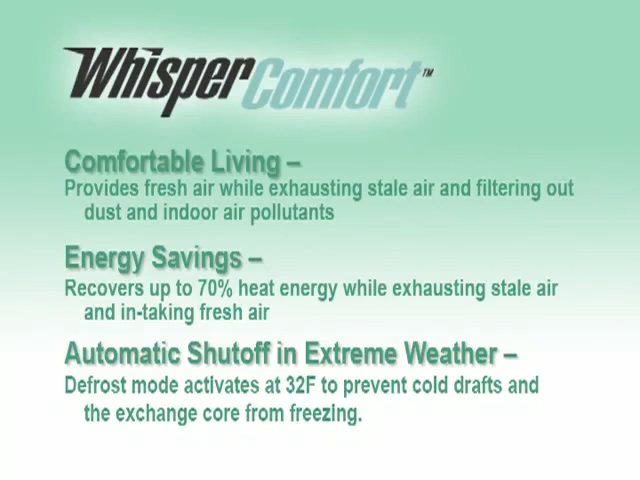 WhisperComfort™
Comfortable Living –
Provides fresh air while exhausting stale air and filtering out
dust and indoor air pollutants
Energy Savings –
Recovers up to 70% heat energy while exhausting stale air
and in-taking fresh air
Automatic Shutoff in Extreme Weather –
Defrost mode activates at 32F to prevent cold drafts and
the exchange core from freezing.